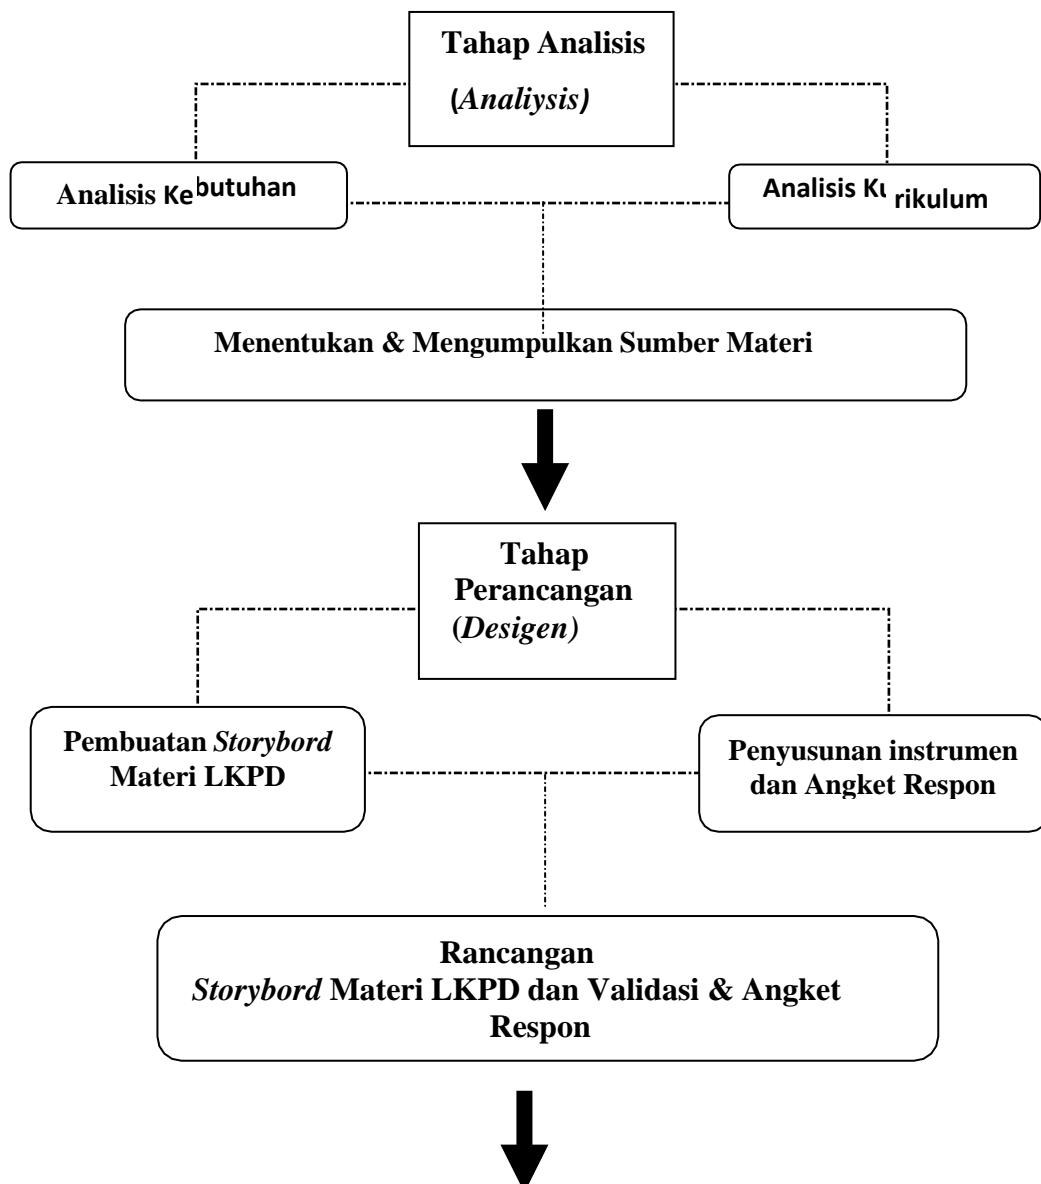 Tahap Analisis
(Analiysis)
Analisis Kebutuhan
Analisis Kurikulum
Menentukan & Mengumpulkan Sumber Materi
Tahap
Perancangan
(Desigen)
Pembuatan Storybord
Materi LKPD
Penyusunan instrumen
dan Angket Respon
Rancangan
Storybord Materi LKPD dan Validasi & Angket
Respon